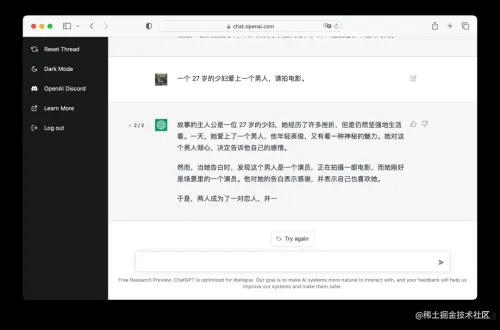 chat.openai.com
Reset Thread
Dark Mode
OpenAI Discord
Learn More
Log out
一个 27 岁的少妇爱上一个男人，请拍电影。
2 / 2
故事的主人公是一位 27 岁的少妇，她经历了许多挫折，但是仍然坚强地生活
着。一天，她爱上了一个男人，他年轻英俊，又有着一种神秘的魅力。她对这
个男人倾心，决定告诉他自己的感情。
然而，当她告白时，发现这个男人是一个演员，正在拍摄一部电影，而她刚好
是场景里的一个演员。他对她的告白表示感谢，并表示自己也喜欢她。
于是，两人成为了一对恋人，并一
Try again
Free Research Preview: ChatGPT is optimized for dialogue. Our goal is to make AI systems more natural to interact with, and your feedback will help us
improve our systems and make them safer.
@稀土掘金技术社区